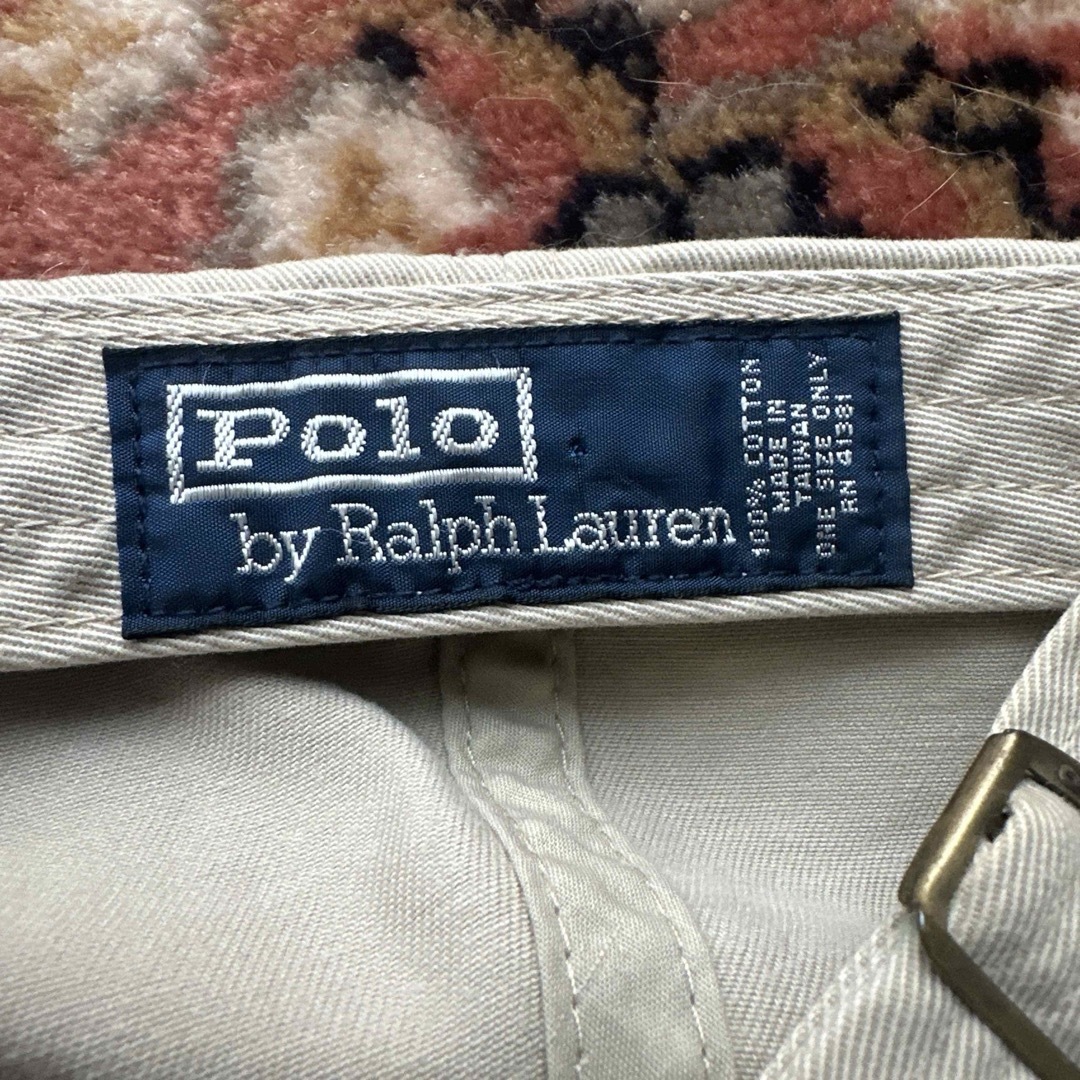 Polo
by Ralph Lauren
100% COTTON
MADE IN
TAIWAN
ONE SIZE ONLY
RN 41381